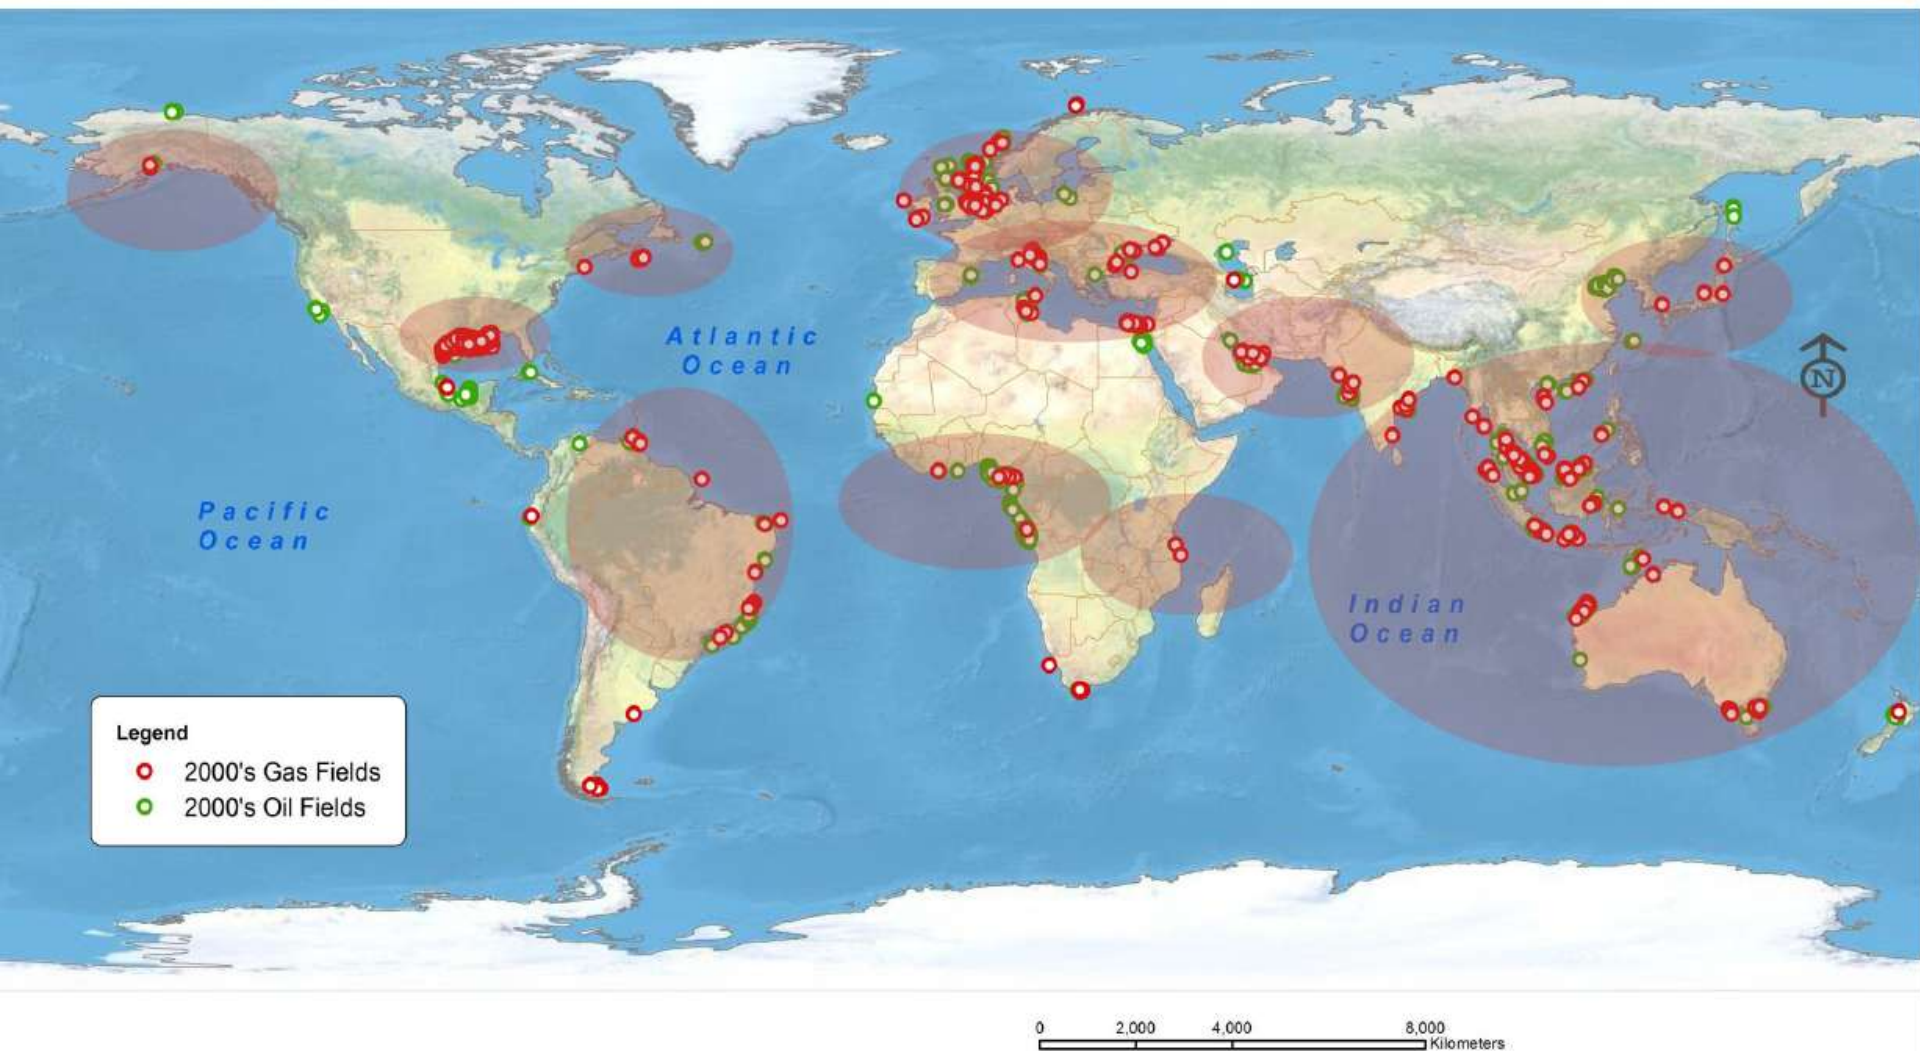 Atlantic
Ocean
N
Pacific
Ocean
Indian
Ocean
Legend
2000's Gas Fields
2000's Oil Fields
0 2,000 4,000 8,000
Kilometers